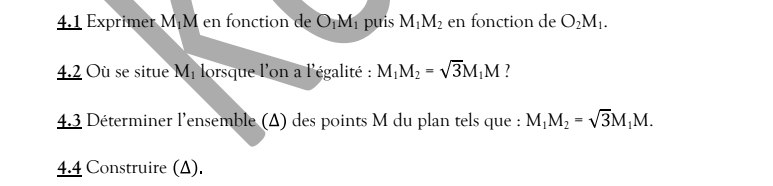 4.1 Exprimer M₁M en fonction de O₁M₁ puis M₁M₂ en fonction de O₂M₁.
4.2 Où se situe M₁ lorsque l'on a l'égalité : M₁M₂ = √3M₁M ?
4.3 Déterminer l'ensemble (Δ) des points M du plan tels que : M₁M₂ = √3M₁M.
4.4 Construire (Δ).